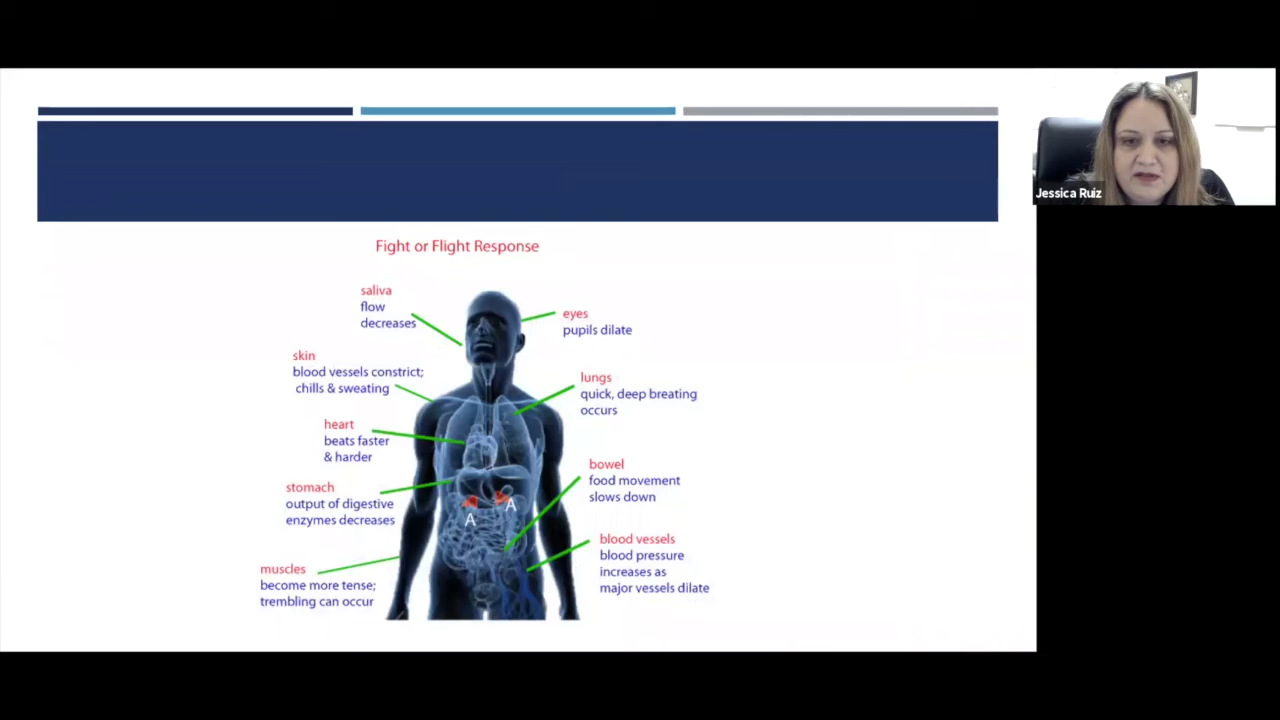 Fight or Flight Response
saliva
flow
decreases
eyes
pupils dilate
skin
blood vessels constrict;
chills & sweating
lungs
quick, deep breating
occurs
heart
beats faster
& harder
bowel
food movement
slows down
stomach
output of digestive
enzymes decreases
A
A
blood vessels
blood pressure
increases as
major vessels dilate
muscles
become more tense;
trembling can occur
Jessica Ruiz